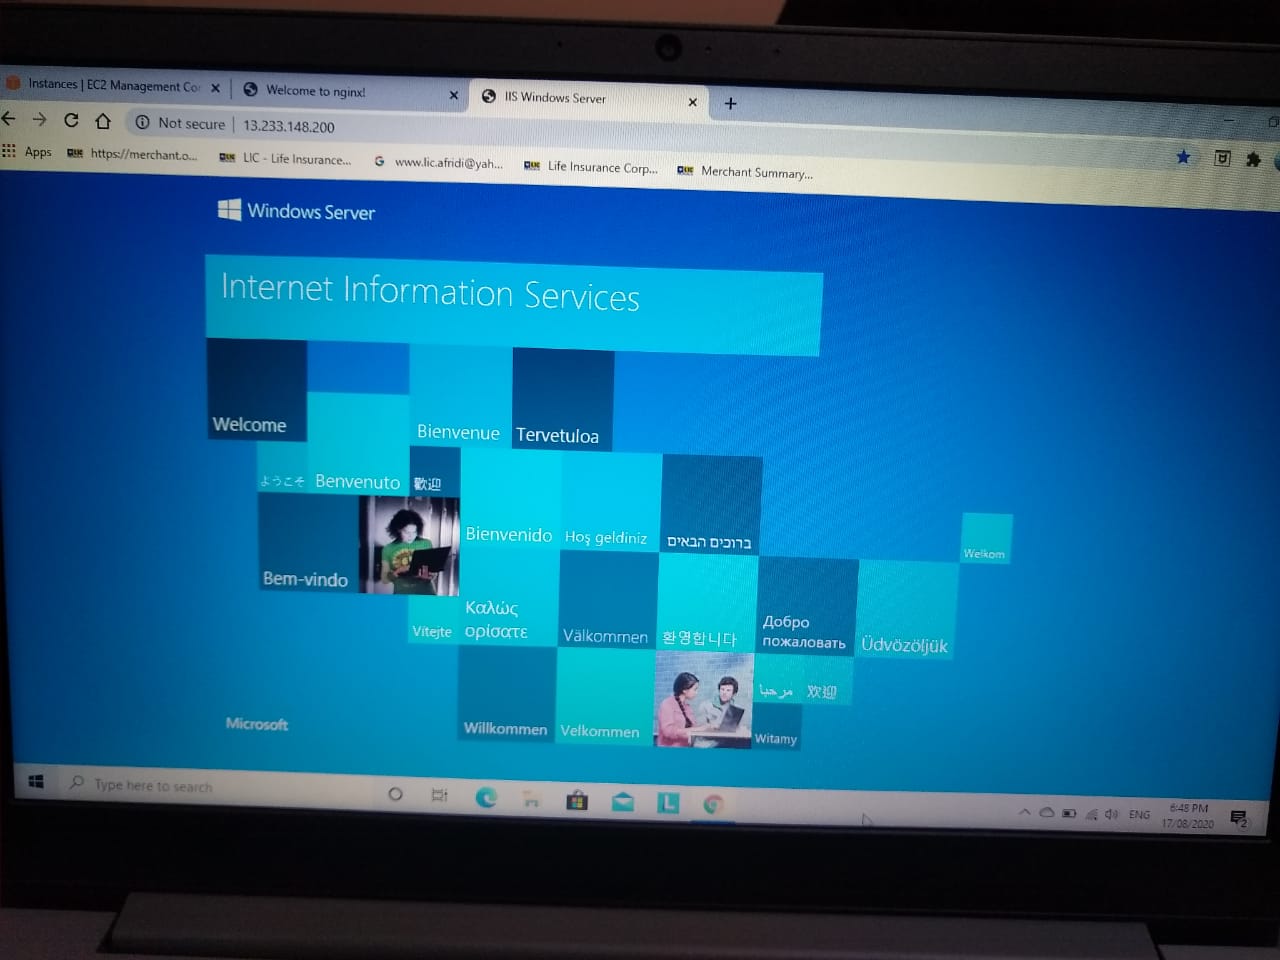 Instances | EC2 Management Con
Welcome to nginx!
IIS Windows Server
Not secure
13.233.148.200
Apps
https://merchant.o...
LIC - Life Insurance...
www.lic.afridi@yah...
Life Insurance Corp...
Merchant Summary...
Windows Server
Internet Information Services
Welcome
Bienvenue
Tervetuloa
ようこそ
Benvenuto
歡迎
Bienvenido
Hoş geldiniz
ברוכים הבאים
Welkom
Bem-vindo
Vítejte
Καλώς
ορίσατε
Välkommen
환영합니다
Добро
пожаловать
Üdvözöljük
Microsoft
Willkommen
Velkommen
مرحبا
欢迎
Witamy
Type here to search
ENG
6:48 PM
17/08/2020
2